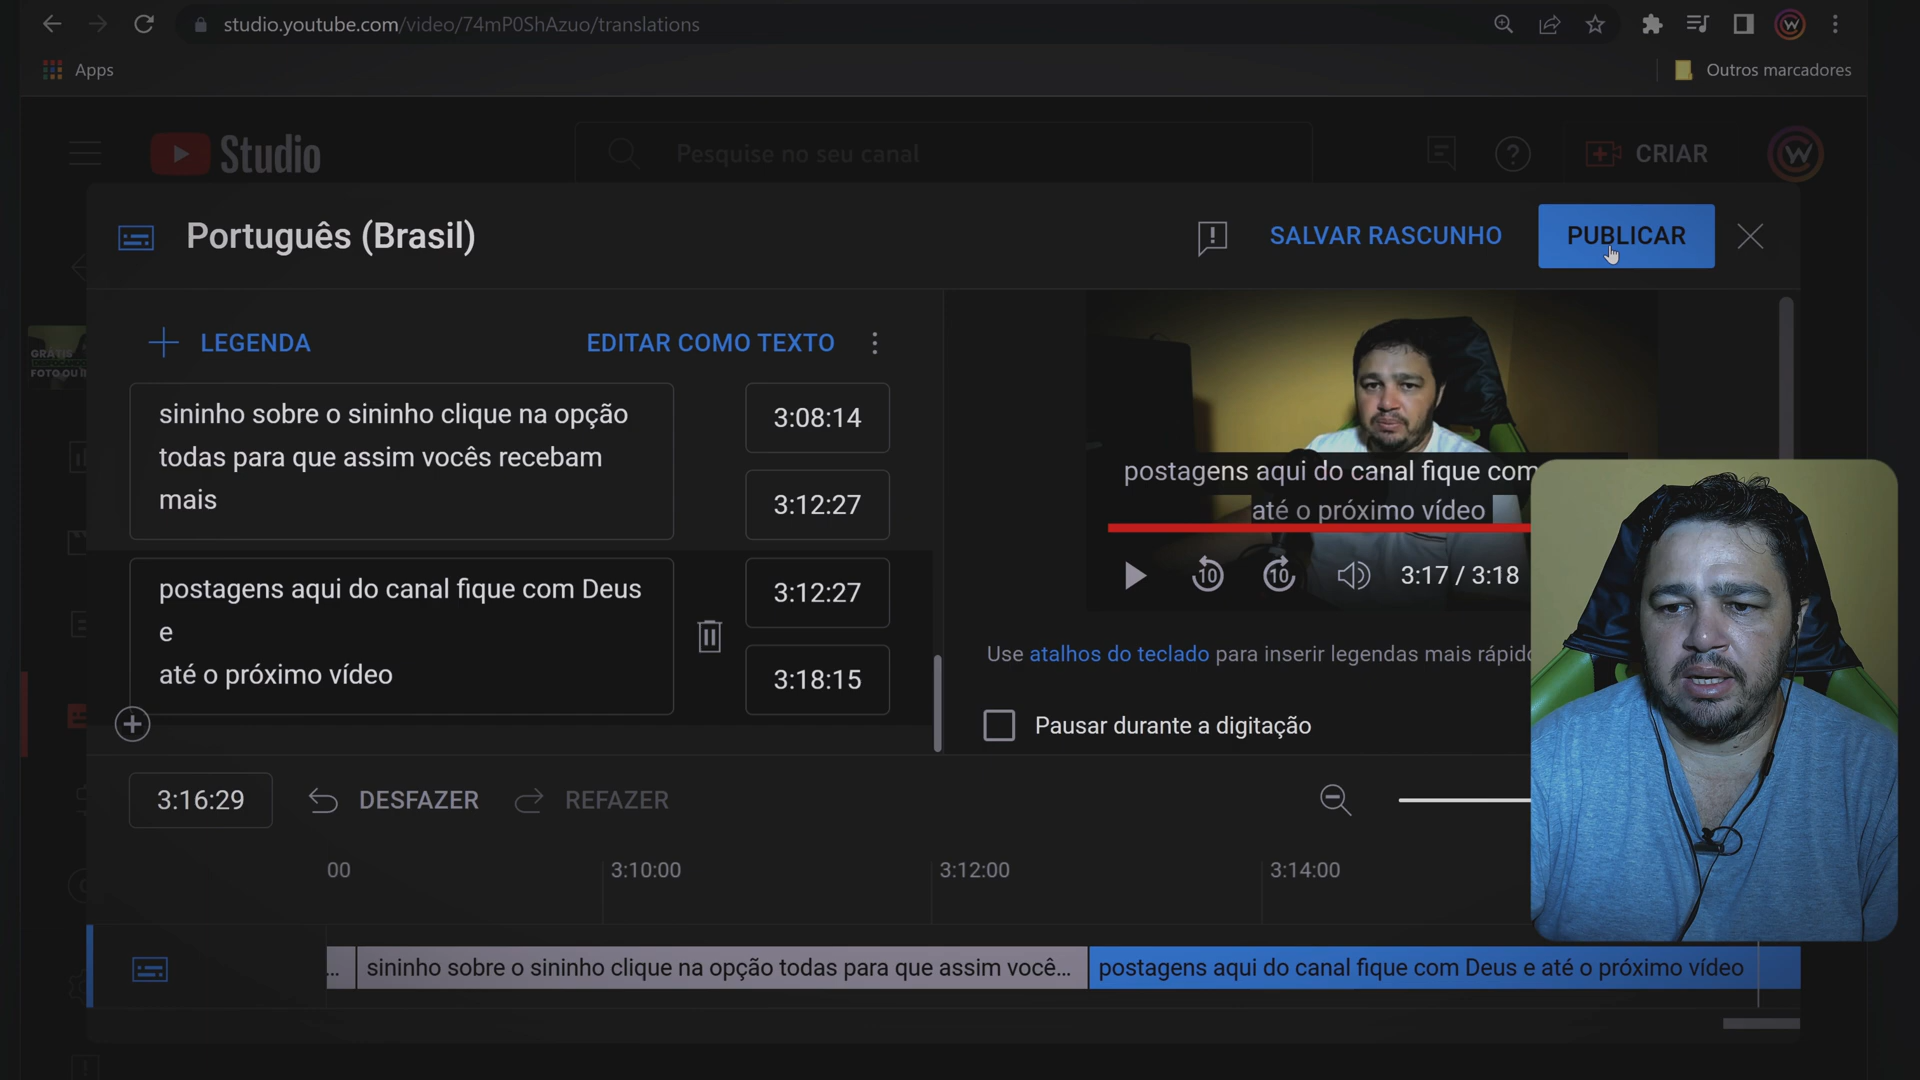 studio.youtube.com/video/74mP0ShAzuo/translations
Apps
Outros marcadores
Studio
Pesquise no seu canal
CRIAR
Português (Brasil)
SALVAR RASCUNHO
PUBLICAR
LEGENDA
EDITAR COMO TEXTO
GRÁTIS
FOTO OU
sininho sobre o sininho clique na opção
todas para que assim vocês recebam
mais
3:08:14
3:12:27
postagens aqui do canal fique com Deus
e
até o próximo vídeo
3:12:27
3:18:15
postagens aqui do canal fique com
até o próximo vídeo
10
10
3:17 / 3:18
Use atalhos do teclado para inserir legendas mais
Pausar durante a digitação
3:16:29
DESFAZER
REFAZER
00
3:10:00
3:12:00
3:14:00
...
sininho sobre o sininho clique na opção todas para que assim você...
postagens aqui do canal fique com Deus e até o próximo vídeo